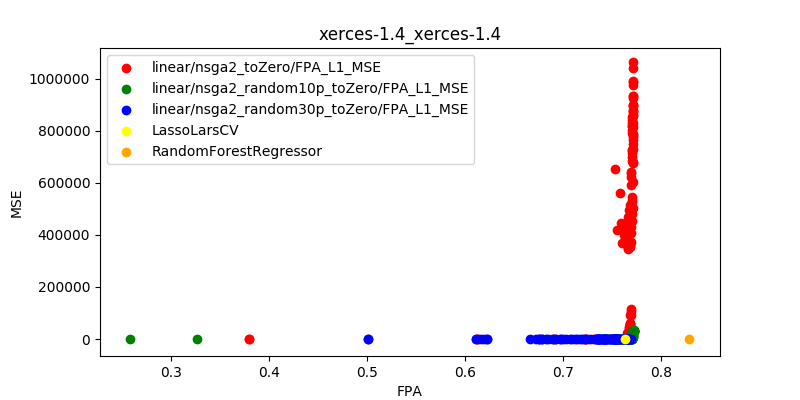 xerces-1.4_xerces-1.4
linear/nsga2_toZero/FPA_L1_MSE
linear/nsga2_random10p_toZero/FPA_L1_MSE
linear/nsga2_random30p_toZero/FPA_L1_MSE
LassoLarsCV
RandomForestRegressor
1000000
800000
600000
400000
200000
0
MSE
0.3 0.4 0.5 0.6 0.7 0.8
FPA